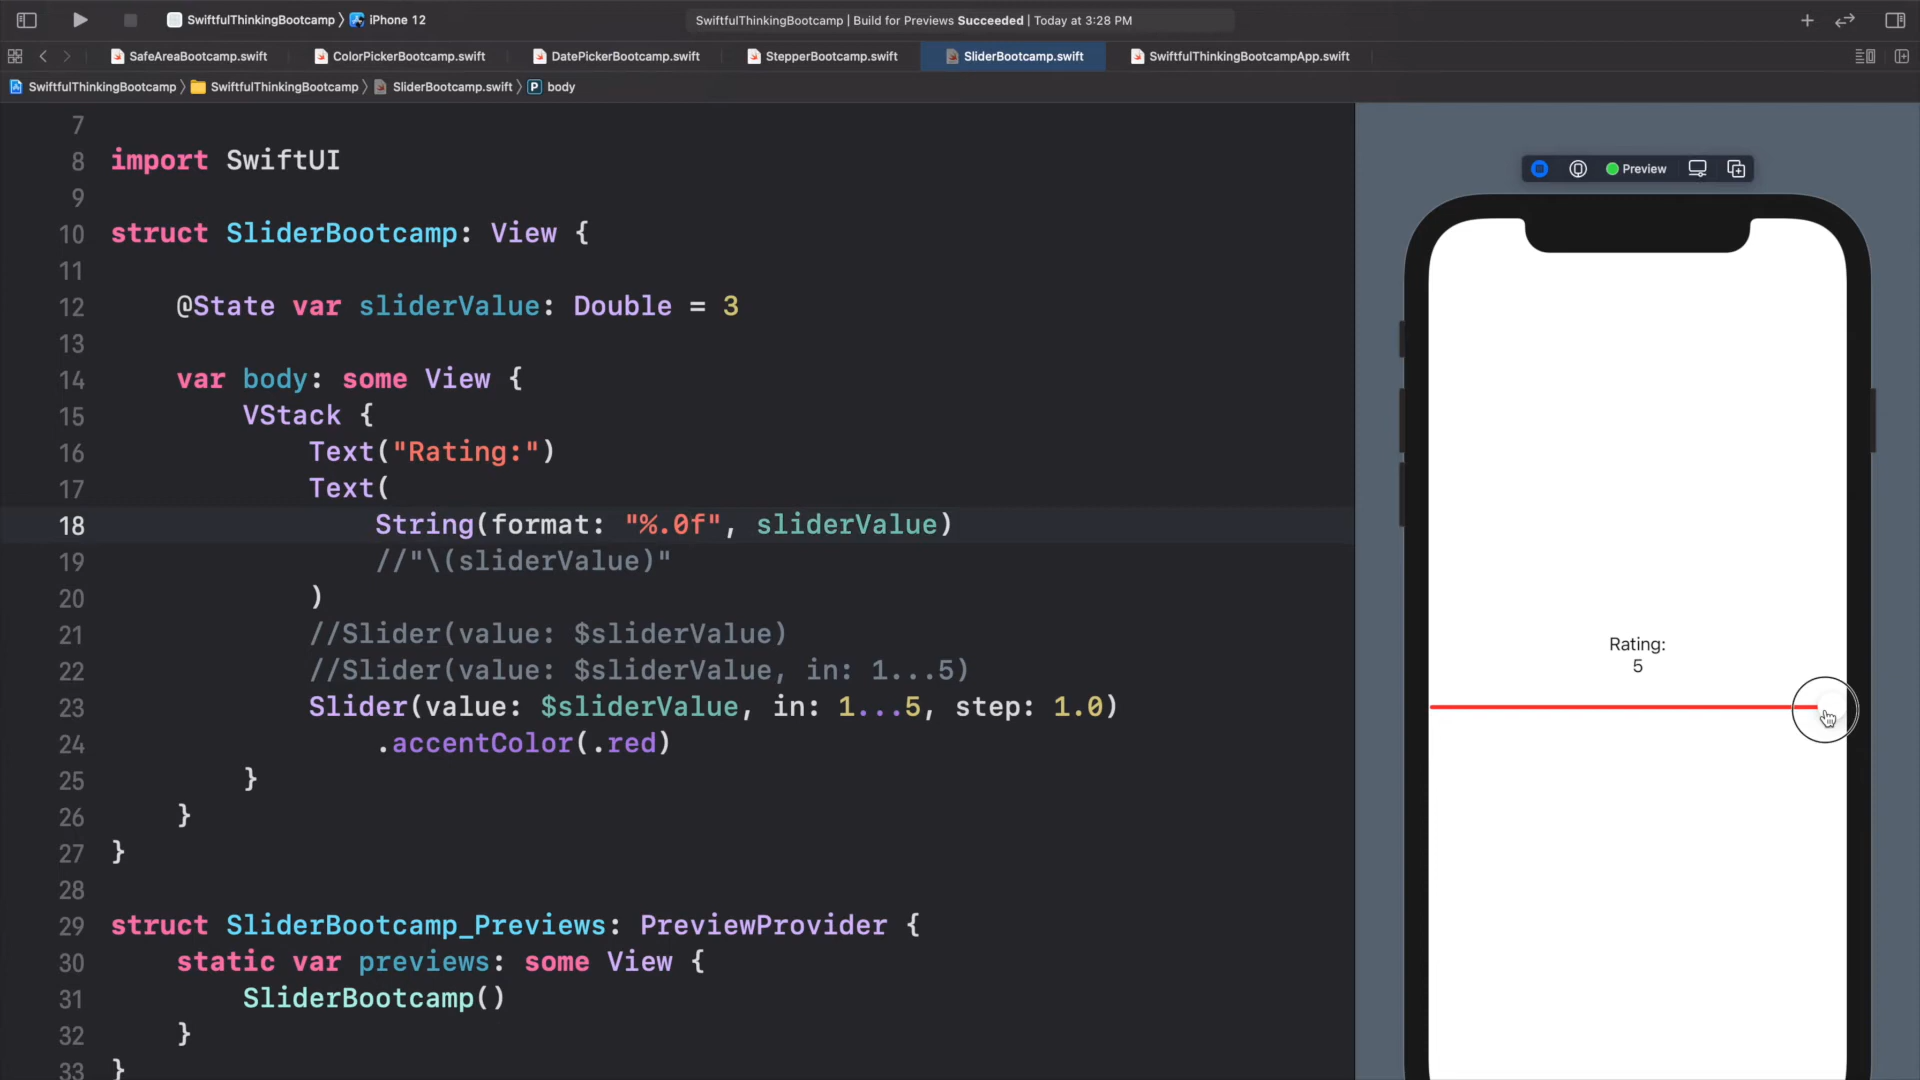 SwiftfulThinkingBootcamp 〉 iPhone 12
SwiftfulThinkingBootcamp | Build for Previews Succeeded | Today at 3:28 PM
SafeAreaBootcamp.swift
ColorPickerBootcamp.swift
DatePickerBootcamp.swift
StepperBootcamp.swift
SliderBootcamp.swift
SwiftfulThinkingBootcampApp.swift
SwiftfulThinkingBootcamp 〉 SwiftfulThinkingBootcamp 〉 SliderBootcamp.swift 〉 P body
7
8 import SwiftUI
9
10 struct SliderBootcamp: View {
11
12 @State var sliderValue: Double = 3
13
14 var body: some View {
15 VStack {
16 Text("Rating:")
17 Text(
18 String(format: "%.0f", sliderValue)
19 //"\(sliderValue)"
20 )
21 //Slider(value: $sliderValue)
22 //Slider(value: $sliderValue, in: 1...5)
23 Slider(value: $sliderValue, in: 1...5, step: 1.0)
24 .accentColor(.red)
25 }
26 }
27 }
28
29 struct SliderBootcamp_Previews: PreviewProvider {
30 static var previews: some View {
31 SliderBootcamp()
32 }
33 }
Preview
Rating:
5